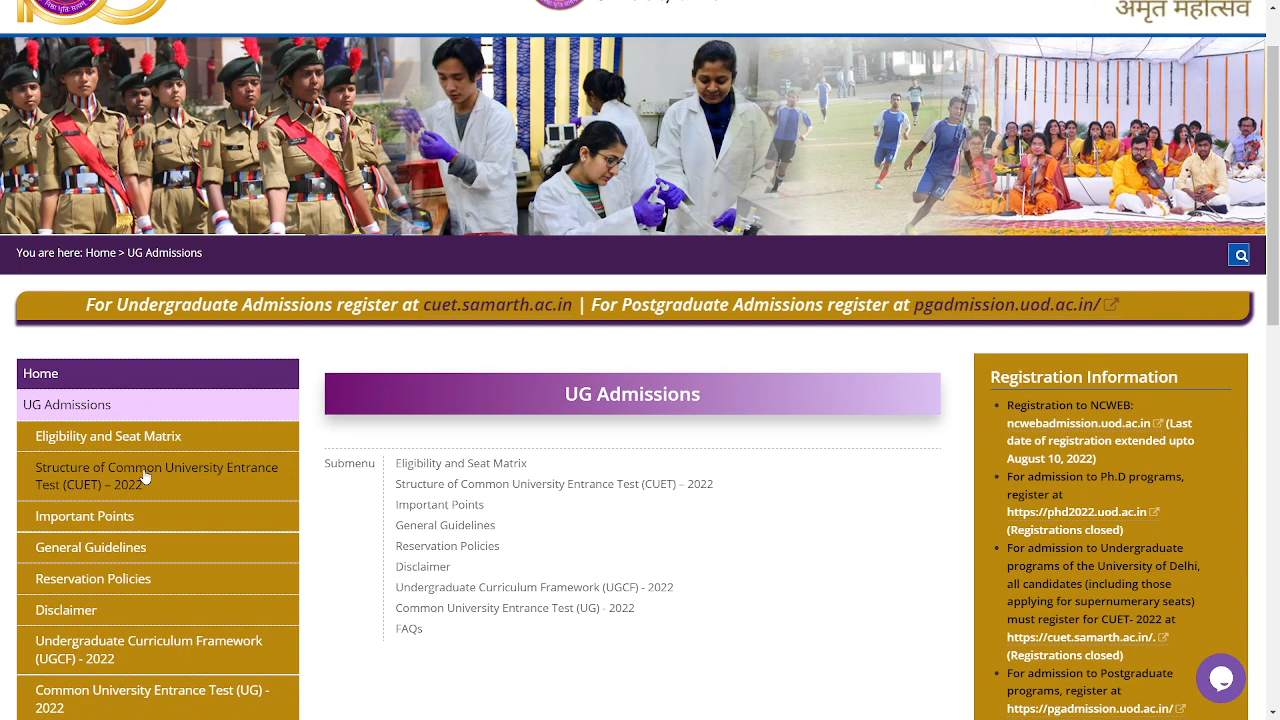 अमृत महोत्सव
You are here: Home > UG Admissions
For Undergraduate Admissions register at cuet.samarth.ac.in | For Postgraduate Admissions register at pgadmission.uod.ac.in/
Home
UG Admissions
Eligibility and Seat Matrix
Structure of Common University Entrance
Test (CUET) – 2022
Important Points
General Guidelines
Reservation Policies
Disclaimer
Undergraduate Curriculum Framework
(UGCF) - 2022
Common University Entrance Test (UG) -
2022
UG Admissions
Submenu
Eligibility and Seat Matrix
Structure of Common University Entrance Test (CUET) – 2022
Important Points
General Guidelines
Reservation Policies
Disclaimer
Undergraduate Curriculum Framework (UGCF) - 2022
Common University Entrance Test (UG) - 2022
FAQs
Registration Information
Registration to NCWEB:
ncwebadmission.uod.ac.in (Last
date of registration extended upto
August 10, 2022)
For admission to Ph.D programs,
register at
https://phd2022.uod.ac.in
(Registrations closed)
For admission to Undergraduate
programs of the University of Delhi,
all candidates (including those
applying for supernumerary seats)
must register for CUET- 2022 at
https://cuet.samarth.ac.in/.
(Registrations closed)
For admission to Postgraduate
programs, register at
https://pgadmission.uod.ac.in/